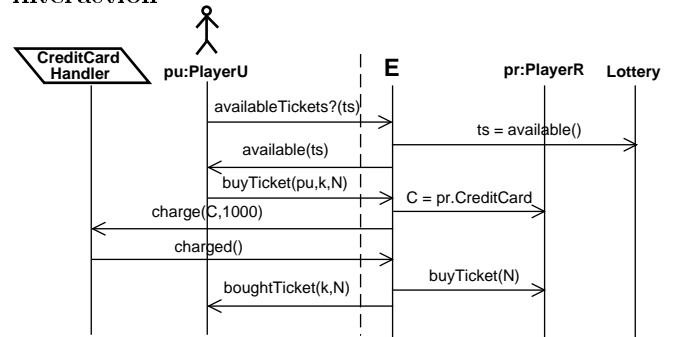 CreditCard
Handler
pu:PlayerU
E
pr:PlayerR
Lottery
availableTickets?(ts)
ts = available()
available(ts)
buyTicket(pu,k,N)
C = pr.CreditCard
charge(C,1000)
charged()
buyTicket(N)
boughtTicket(k,N)